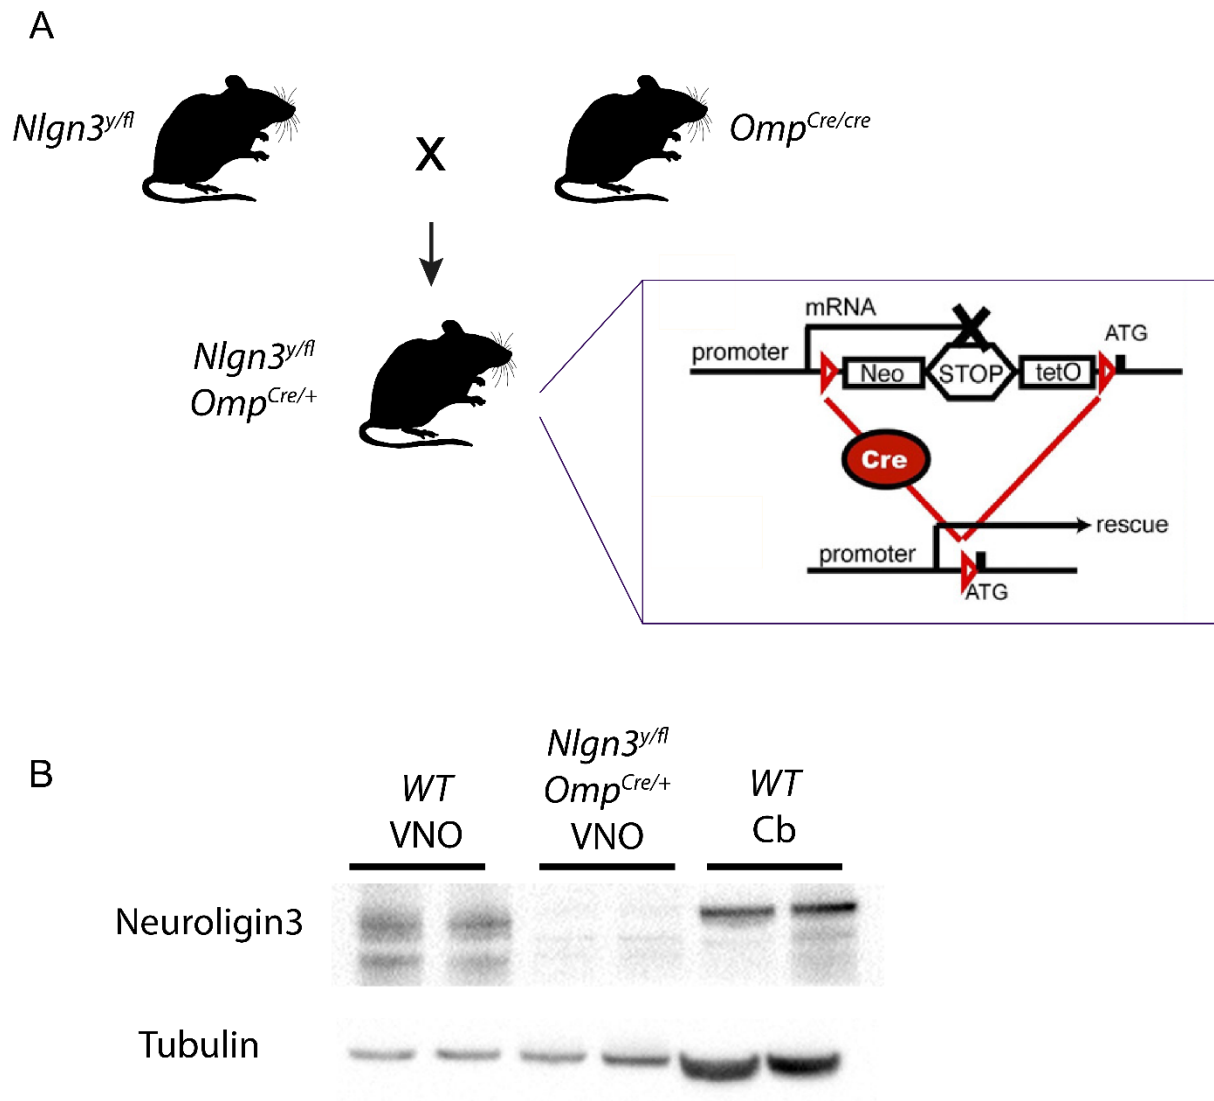 A
Nlgn3y/fl
X
OmpCre/cre
Nlgn3y/fl
OmpCre/+
mRNA
promoter
Neo
STOP
tetO
ATG
Cre
rescue
promoter
ATG
B
WT
VNO
Nlgn3y/fl
OmpCre/+
VNO
WT
Cb
Neuroligin3
Tubulin